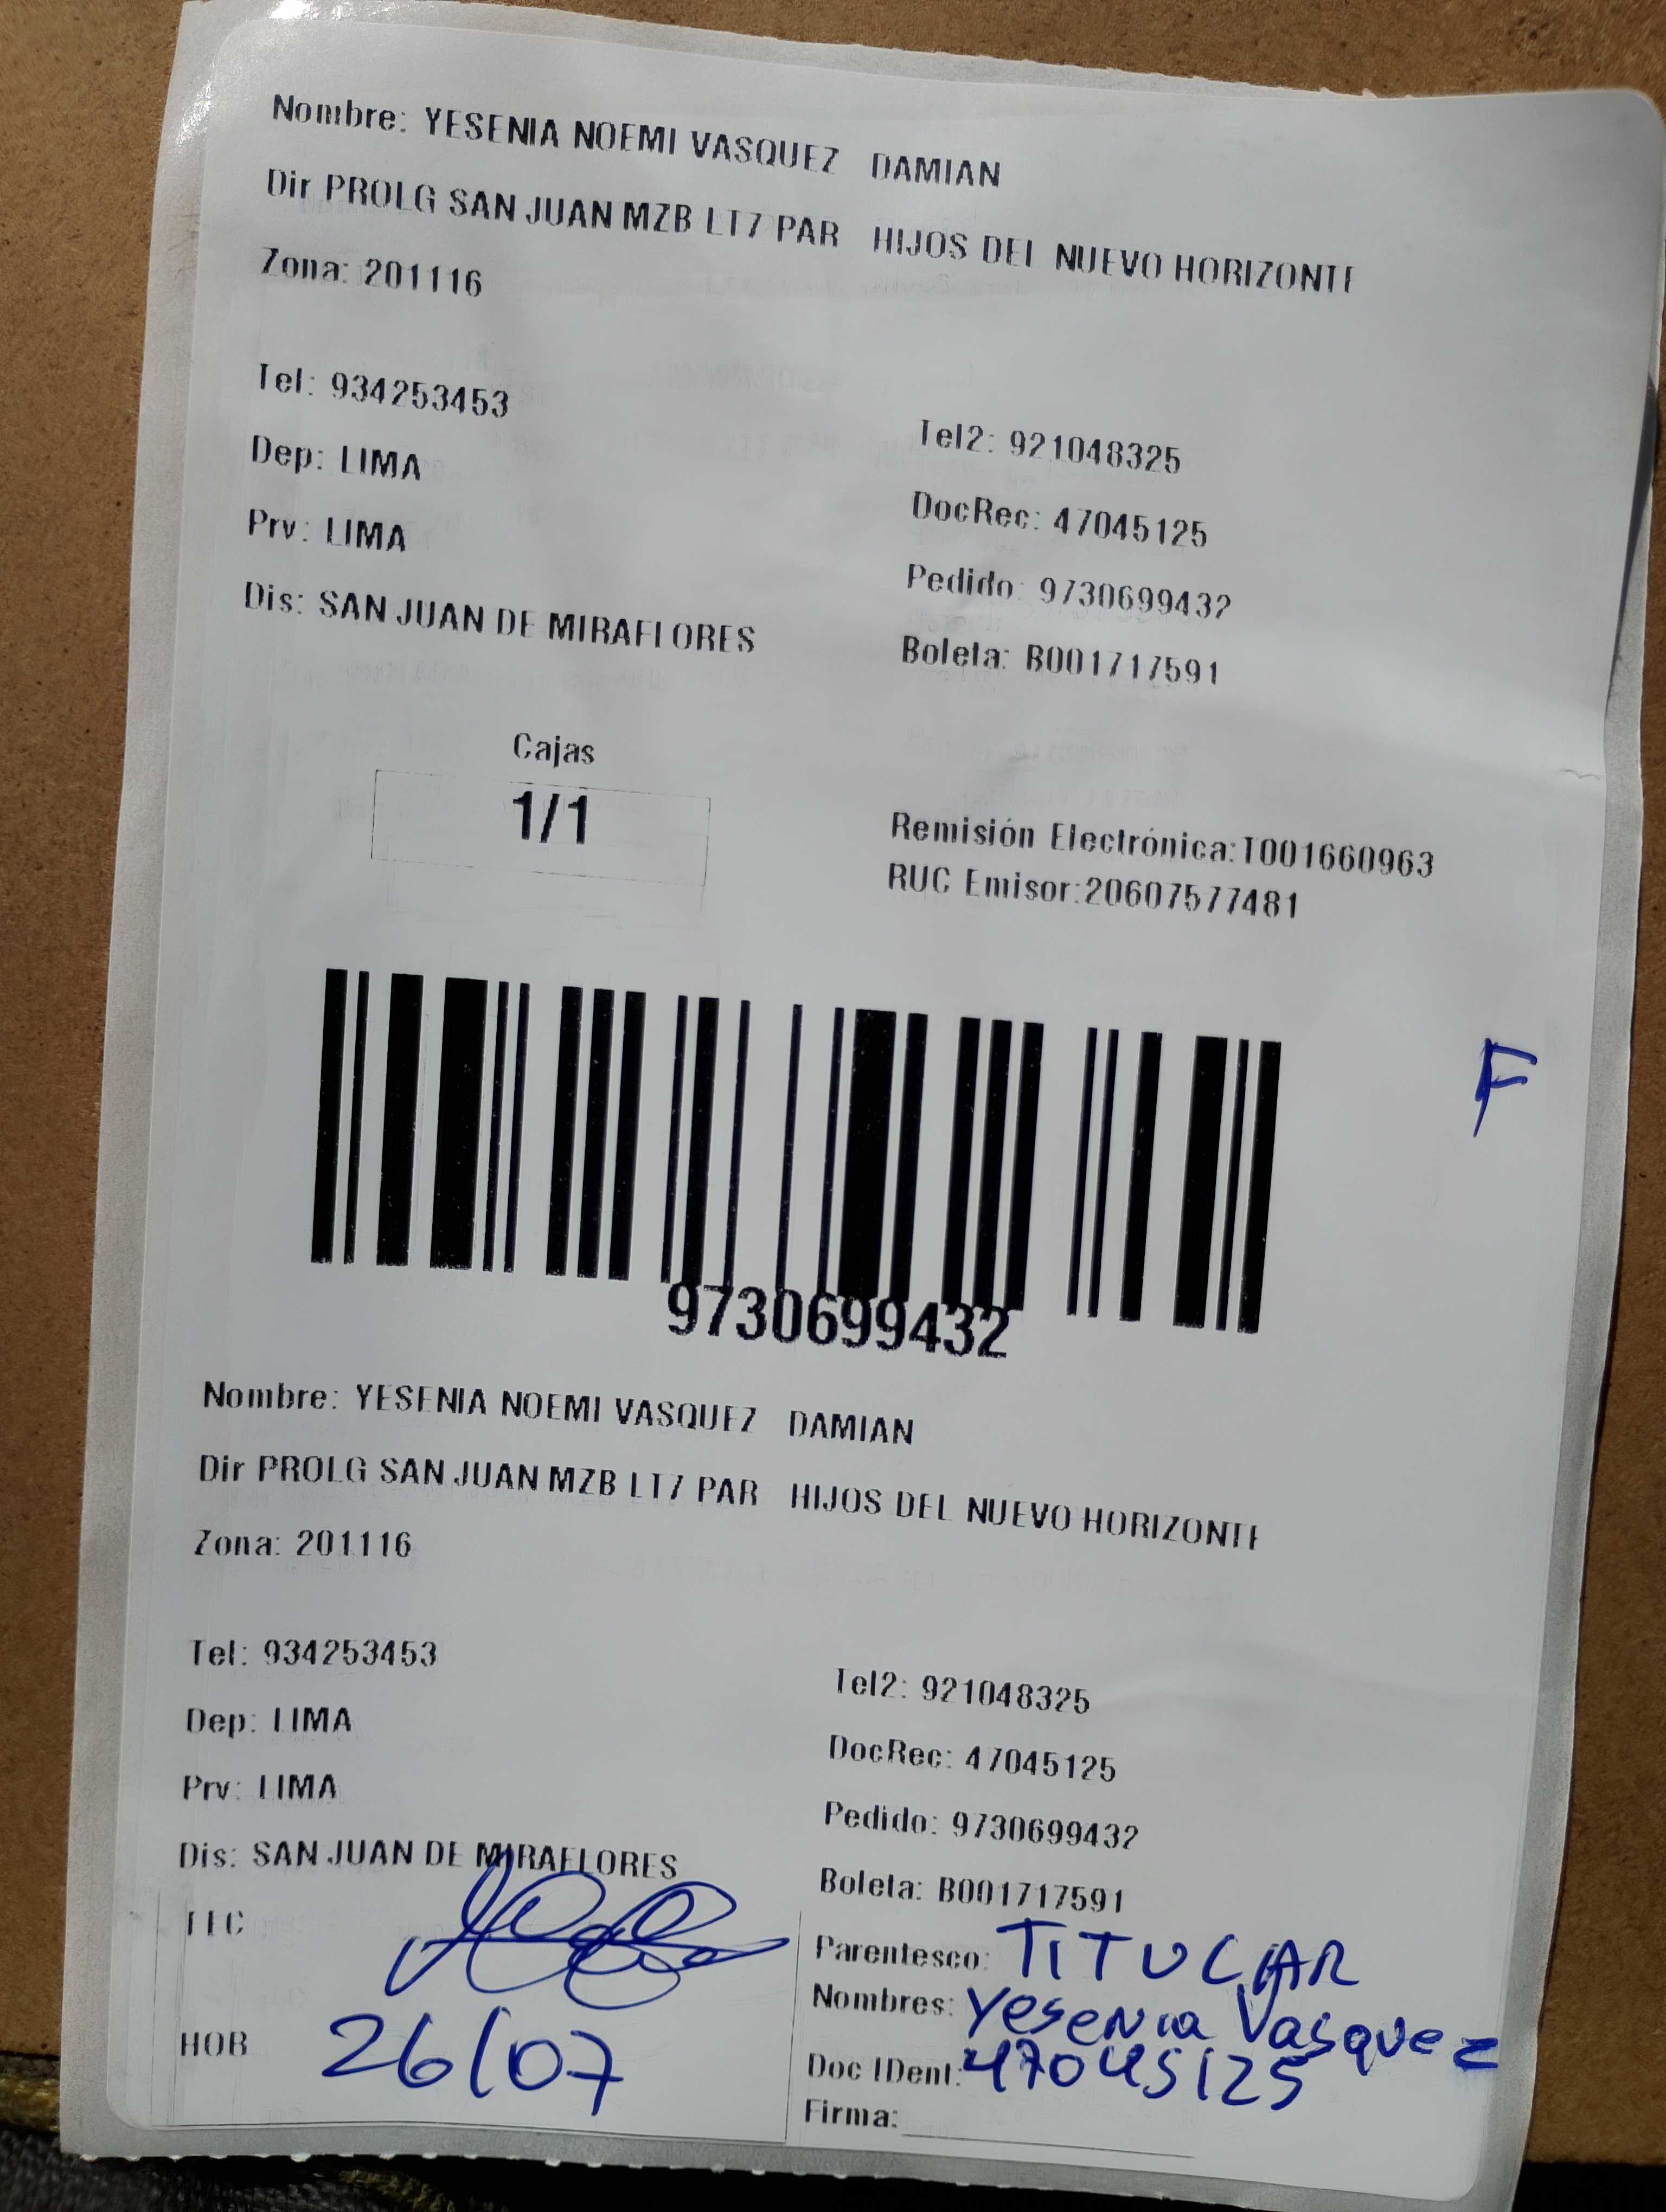 Nombre: YESENIA NOEMI VASQUEZ DAMIAN
Dir PROLG SAN JUAN MZB LT7 PAR HIJOS DEL NUEVO HORIZONTE
Zona: 201116
Tel: 934253453
Tel2: 921048325
Dep: LIMA
DocRec: 47045125
Prv: LIMA
Pedido: 9730699432
Dis: SAN JUAN DE MIRAFLORES
Boleta: B001717591
Cajas
1/1
Remisión Electrónica:T001660963
RUC Emisor:20607577481
F
9730699432
Nombre: YESENIA NOEMI VASQUEZ DAMIAN
Dir PROLG SAN JUAN MZB LT7 PAR HIJOS DEL NUEVO HORIZONTE
Zona: 201116
Tel: 934253453
Tel2: 921048325
Dep: LIMA
DocRec: 47045125
Prv: LIMA
Pedido: 9730699432
Dis: SAN JUAN DE MIRAFLORES
Boleta: B001717591
FEC
Parentesco: TITULAR
Nombres: Yesenia Vasquez
HOR 26/07
Doc IDent: 47045125
Firma: